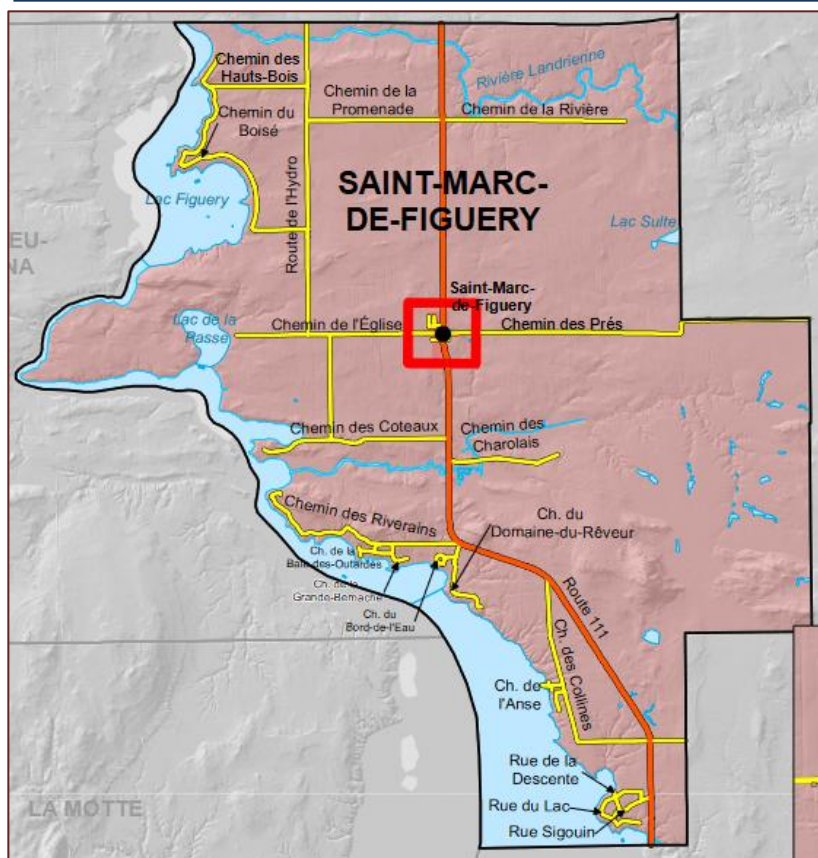 Chemin des
Hauts-Bois
Rivière Landrienne
Chemin de la
Promenade
Chemin de la Rivière
Chemin du
Boisé
SAINT-MARC-
DE-FIGUERY
Lac Figuery
Route de l'Hydro
Lac Sulte
EU-
NA
Saint-Marc-
de-Figuery
Lac de la
Passe
Chemin de l'Église
Chemin des Prés
Chemin des Coteaux
Chemin des
Charolais
Chemin des Riverains
Ch. du
Domaine-du-Rêveur
Ch. de la
Baie-des-Outardes
Ch. de la
Grande-Bernache
Ch. du
Bord-de-l'Eau
Route 111
Ch. des Collines
Ch. de
l'Anse
Rue de la
Descente
Rue du Lac
Rue Sigouin
LA MOTTE